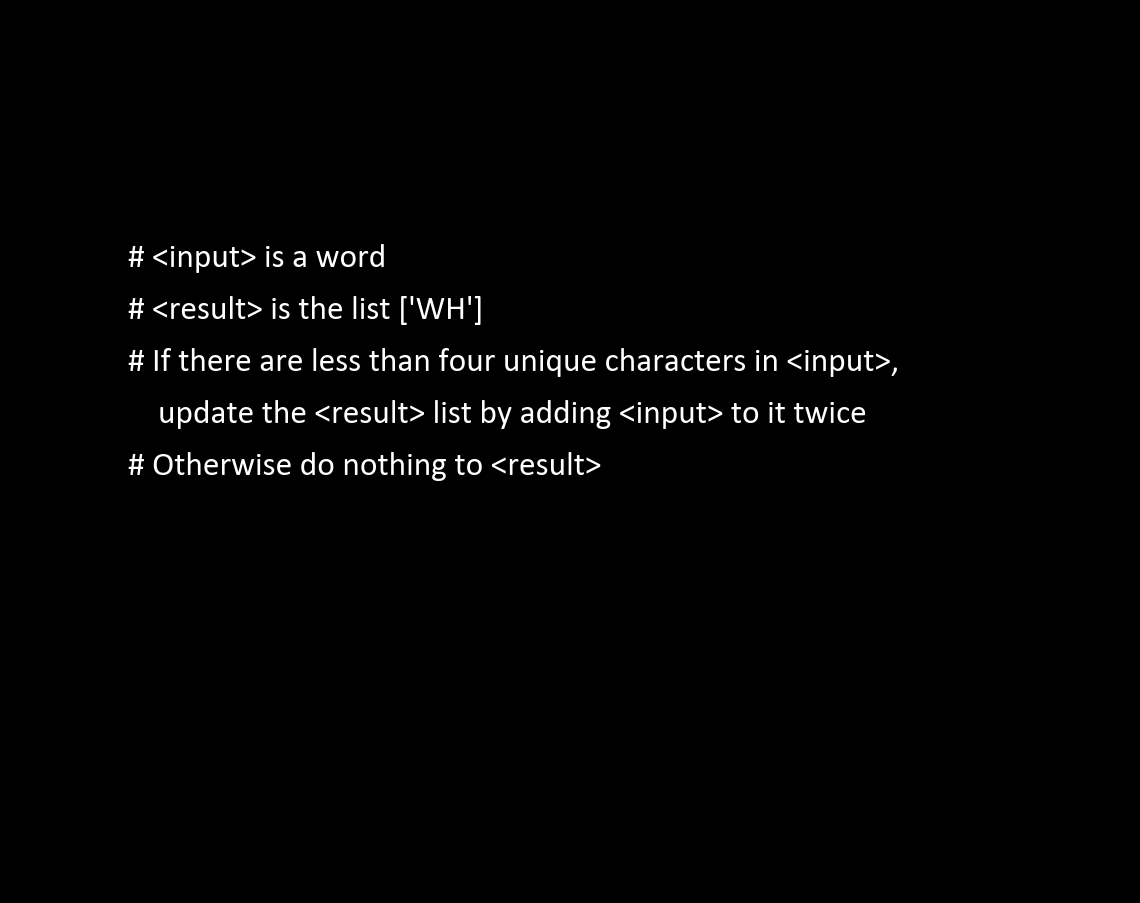 # <input> is a word
# <result> is the list ['WH']
# If there are less than four unique characters in <input>,
update the <result> list by adding <input> to it twice
# Otherwise do nothing to <result>